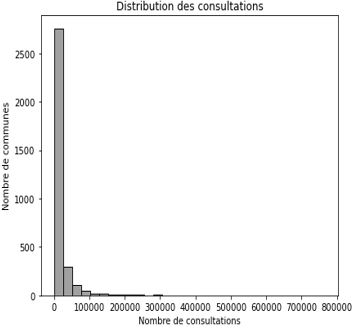 Distribution des consultations
Nombre de communes
2500
2000
1500
1000
500
0
0 100000 200000 300000 400000 500000 600000 700000 800000
Nombre de consultations